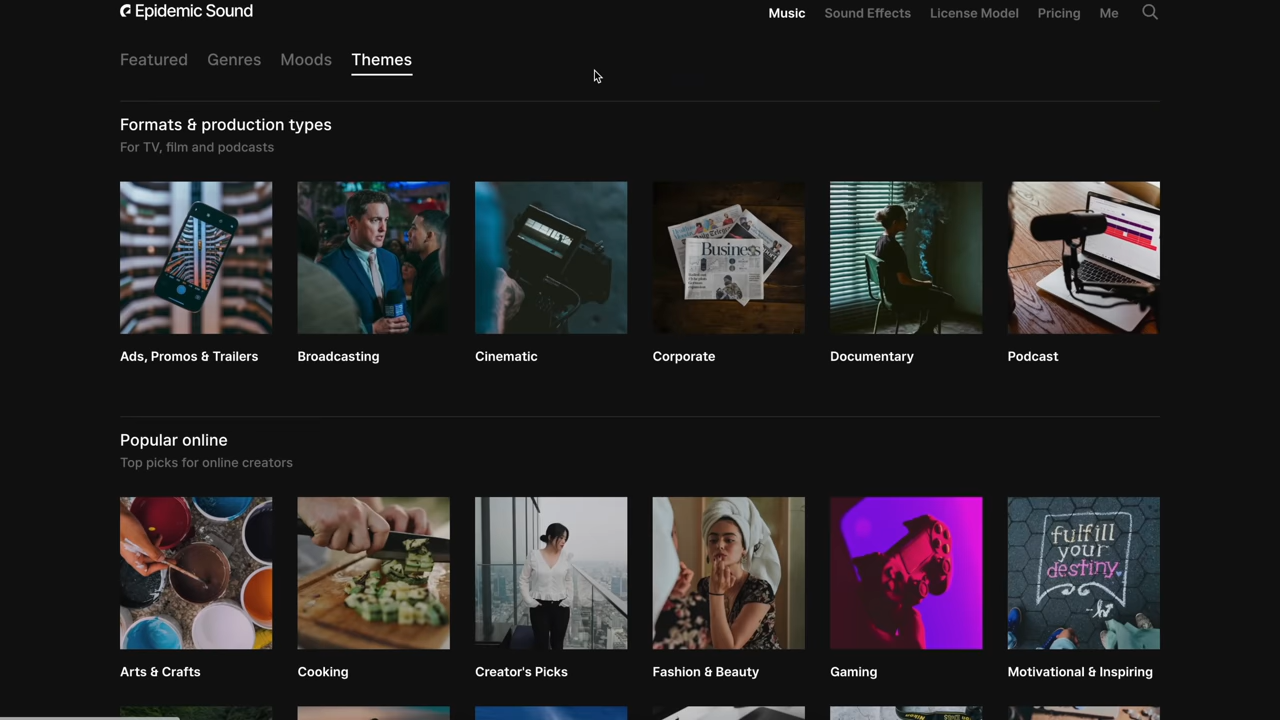 Epidemic Sound
Music Sound Effects License Model Pricing Me
Featured Genres Moods Themes
Formats & production types
For TV, film and podcasts
Business
Ads, Promos & Trailers
Broadcasting
Cinematic
Corporate
Documentary
Podcast
Popular online
Top picks for online creators
fulfill
your
destiny
Arts & Crafts
Cooking
Creator's Picks
Fashion & Beauty
Gaming
Motivational & Inspiring